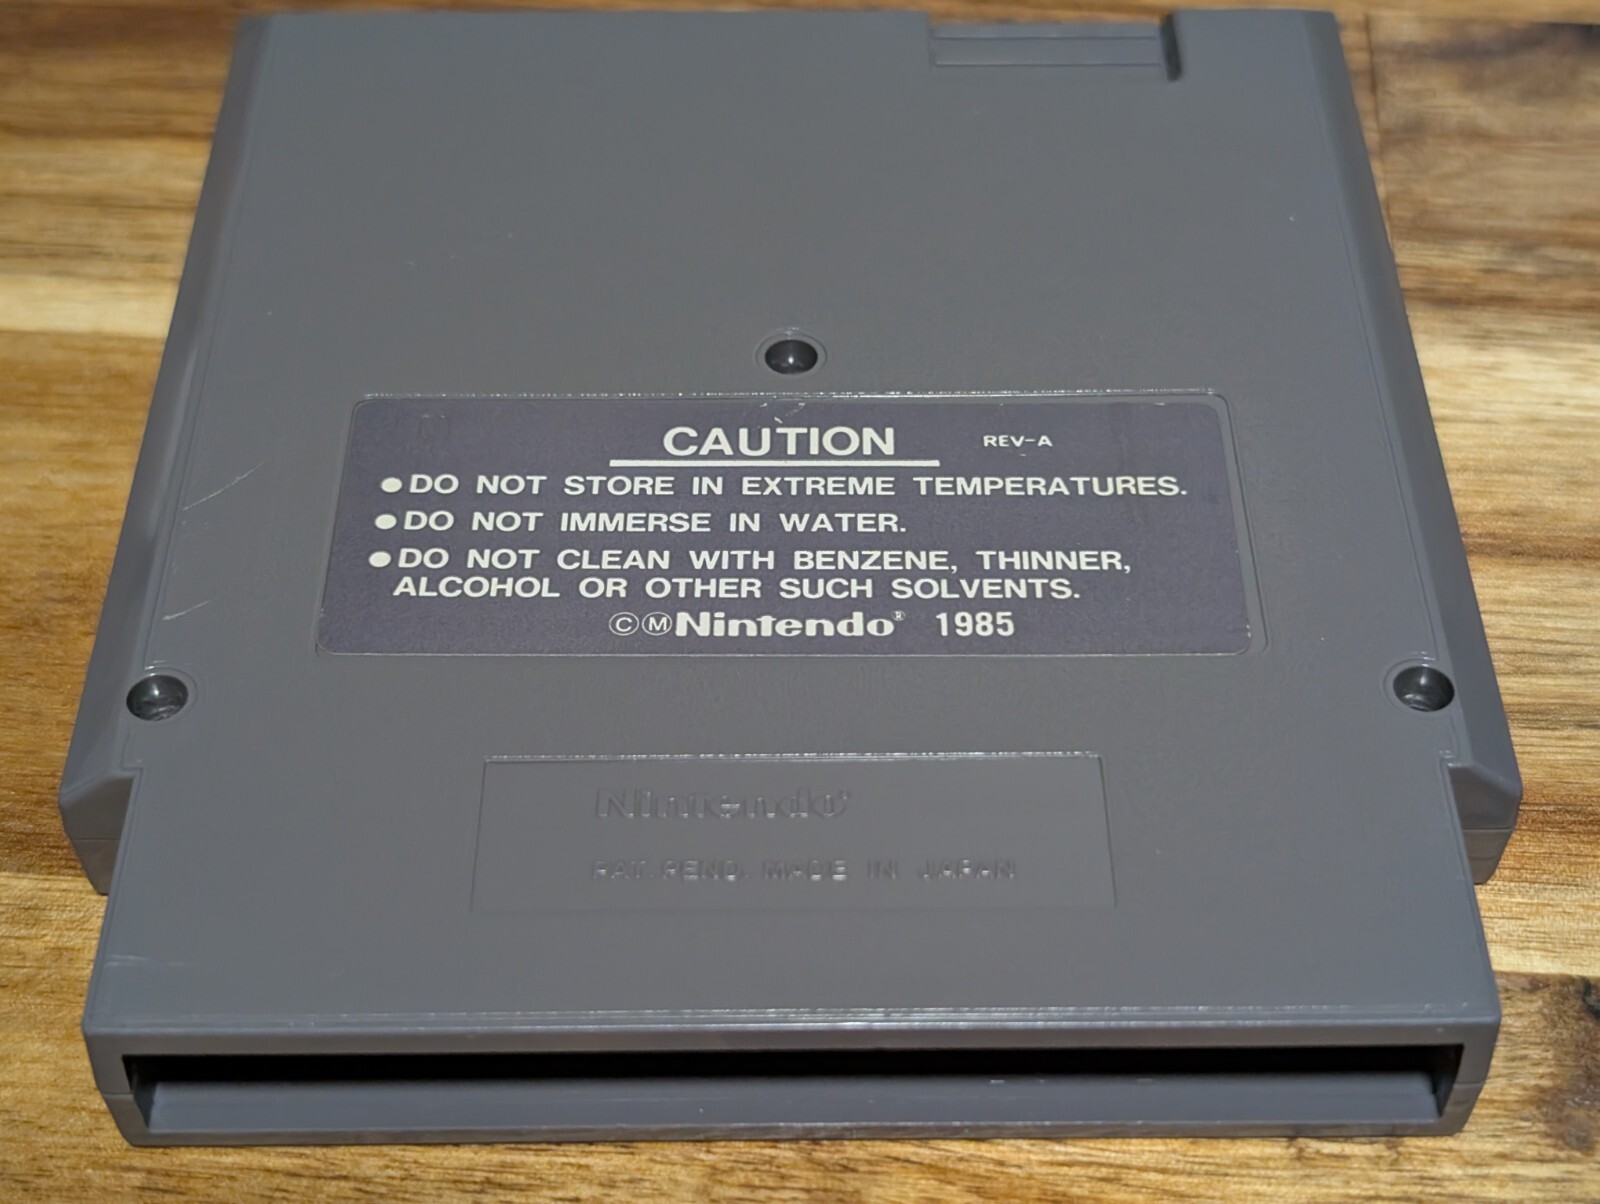 CAUTION REV-A
●DO NOT STORE IN EXTREME TEMPERATURES.
●DO NOT IMMERSE IN WATER.
●DO NOT CLEAN WITH BENZENE, THINNER,
ALCOHOL OR OTHER SUCH SOLVENTS.
ⒸⓂNintendo® 1985
Nintendo®
PAT. PEND. MADE IN JAPAN